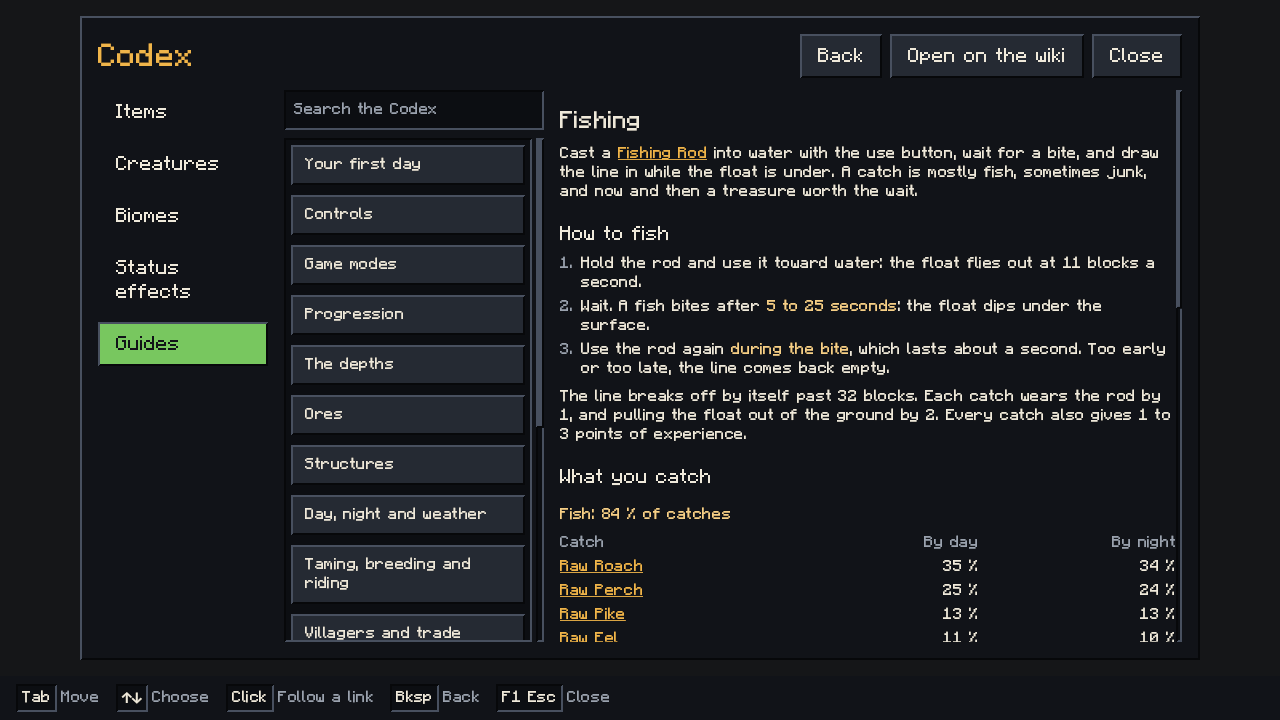 Codex
Back
Open on the wiki
Close
Items
Creatures
Biomes
Status
effects
Guides
Search the Codex
Your first day
Controls
Game modes
Progression
The depths
Ores
Structures
Day, night and weather
Taming, breeding and
riding
Villagers and trade
Fishing
Cast a Fishing Rod into water with the use button, wait for a bite, and draw
the line in while the float is under. A catch is mostly fish, sometimes junk,
and now and then a treasure worth the wait.
How to fish
1. Hold the rod and use it toward water: the float flies out at 11 blocks a
second.
2. Wait. A fish bites after 5 to 25 seconds: the float dips under the
surface.
3. Use the rod again during the bite, which lasts about a second. Too early
or too late, the line comes back empty.
The line breaks off by itself past 32 blocks. Each catch wears the rod by
1, and pulling the float out of the ground by 2. Every catch also gives 1 to
3 points of experience.
What you catch
Fish: 84 % of catches
Catch By day By night
Raw Roach 35 % 34 %
Raw Perch 25 % 24 %
Raw Pike 13 % 13 %
Raw Eel 11 % 10 %
Tab Move ↑↓ Choose Click Follow a link Bksp Back F1 Esc Close